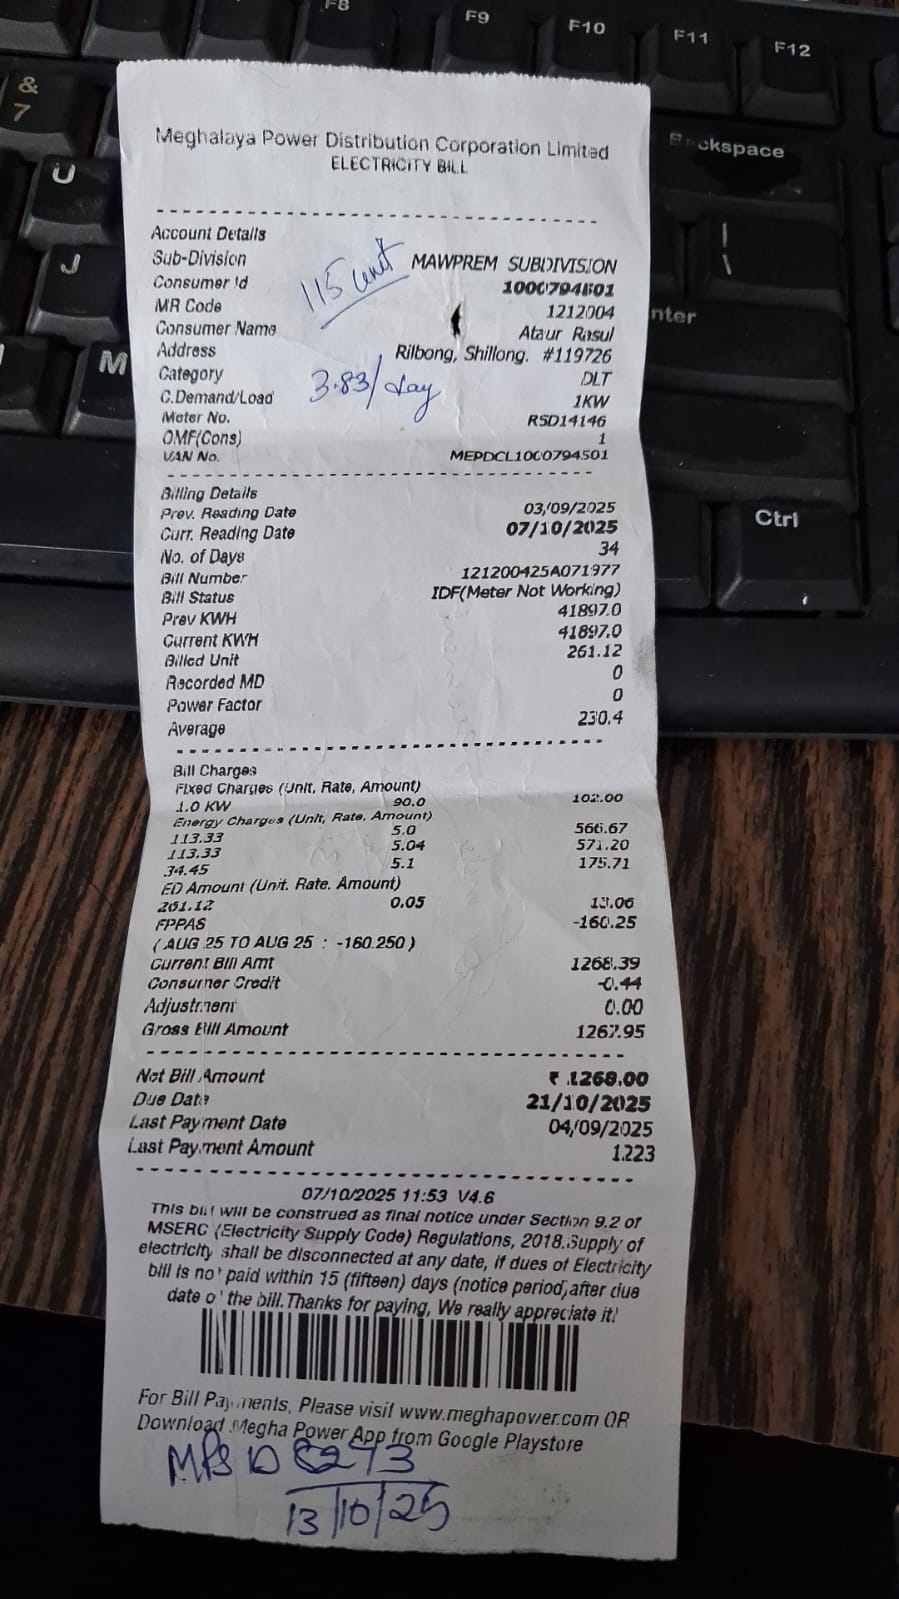 F8
F9
F10
F11
F12
&
7
U
J
M
Backspace
|
\
nter
Ctrl
Meghalaya Power Distribution Corporation Limited
ELECTRICITY BILL
Account Details
Sub-Division MAWPREM SUBDIVISION
Consumer Id
MR Code 1212004
Consumer Name Ataur Rasul
Address Rilbong, Shillong. #119726
Category DLT
C.Demand/Load 1KW
Meter No. RSD14146
OMF(Cons) 1
VAN No. MEPDCL1000794501
115 unit
3.83/day
Billing Details
Prev. Reading Date 03/09/2025
Curr. Reading Date 07/10/2025
No. of Days 34
Bill Number 121200425A071977
Bill Status IDF(Meter Not Working)
Prev KWH 41897.0
Current KWH 41897.0
Billed Unit 261.12
Recorded MD 0
Power Factor 0
Average 230.4
Bill Charges
Fixed Charges (Unit, Rate, Amount)
1.0 KW 90.0 102.00
Energy Charges (Unit, Rate, Amount)
113.33 5.0 566.67
113.33 5.04 571.20
34.45 5.1 175.71
ED Amount (Unit. Rate. Amount)
261.12 0.05 13.06
FPPAS -160.25
( AUG 25 TO AUG 25 : -160.250 )
Current Bill Amt 1268.39
Consumer Credit -0.44
Adjustment 0.00
Gross Bill Amount 1267.95
Net Bill Amount ₹ 1268.00
Due Date 21/10/2025
Last Payment Date 04/09/2025
Last Payment Amount 1223
07/10/2025 11:53 V4.6
This bill will be construed as final notice under Section 9.2 of
MSERC (Electricity Supply Code) Regulations, 2018.Supply of
electricity shall be disconnected at any date, if dues of Electricity
bill is not paid within 15 (fifteen) days (notice period)after due
date of the bill.Thanks for paying, We really appreciate it!
For Bill Payments, Please visit www.meghapower.com OR
Download Megha Power App from Google Playstore
13/10/25